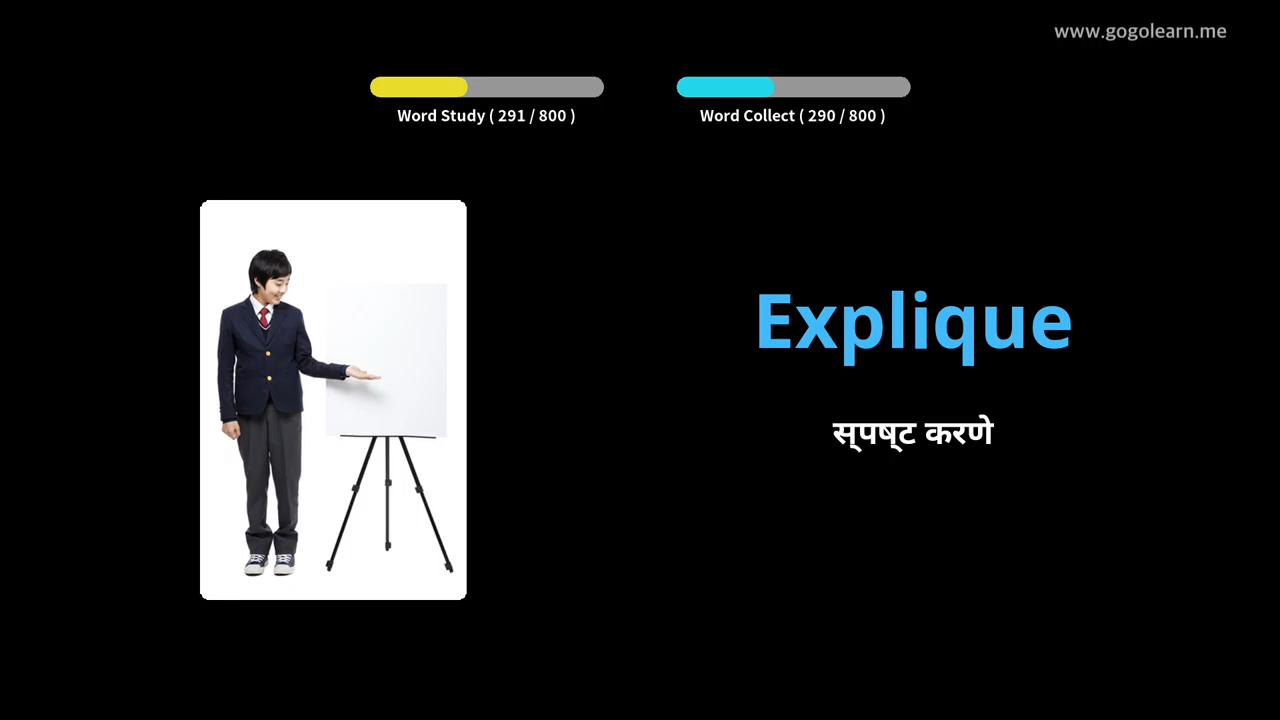 www.gogolearn.me
Word Study ( 291 / 800 )
Word Collect ( 290 / 800 )
Explique
स्पष्ट करणे